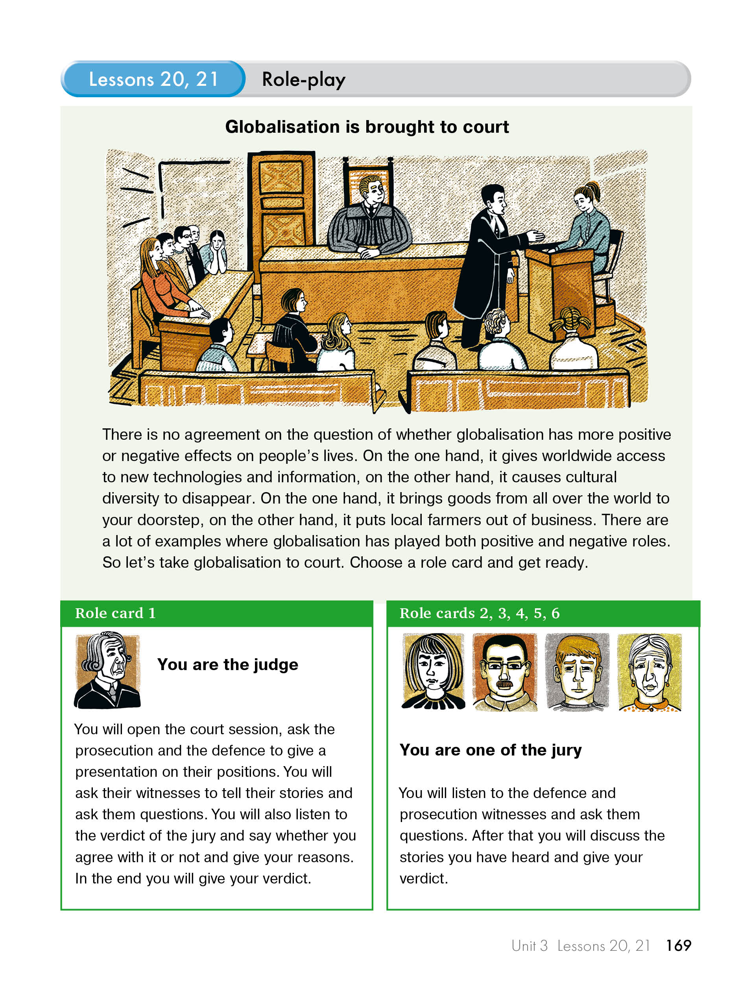 Lessons 20, 21 Role-play
Globalisation is brought to court
There is no agreement on the question of whether globalisation has more positive
or negative effects on people’s lives. On the one hand, it gives worldwide access
to new technologies and information, on the other hand, it causes cultural
diversity to disappear. On the one hand, it brings goods from all over the world to
your doorstep, on the other hand, it puts local farmers out of business. There are
a lot of examples where globalisation has played both positive and negative roles.
So let’s take globalisation to court. Choose a role card and get ready.
Role card 1
You are the judge
You will open the court session, ask the
prosecution and the defence to give a
presentation on their positions. You will
ask their witnesses to tell their stories and
ask them questions. You will also listen to
the verdict of the jury and say whether you
agree with it or not and give your reasons.
In the end you will give your verdict.
Role cards 2, 3, 4, 5, 6
You are one of the jury
You will listen to the defence and
prosecution witnesses and ask them
questions. After that you will discuss the
stories you have heard and give your
verdict.
Unit 3 Lessons 20, 21 169